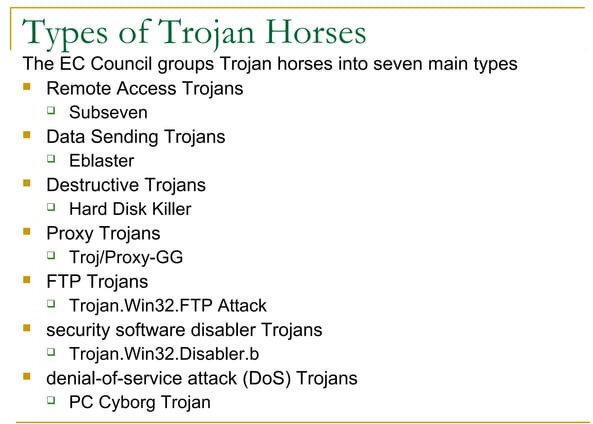 Types of Trojan Horses
The EC Council groups Trojan horses into seven main types
Remote Access Trojans
Subseven
Data Sending Trojans
Eblaster
Destructive Trojans
Hard Disk Killer
Proxy Trojans
Troj/Proxy-GG
FTP Trojans
Trojan.Win32.FTP Attack
security software disabler Trojans
Trojan.Win32.Disabler.b
denial-of-service attack (DoS) Trojans
PC Cyborg Trojan